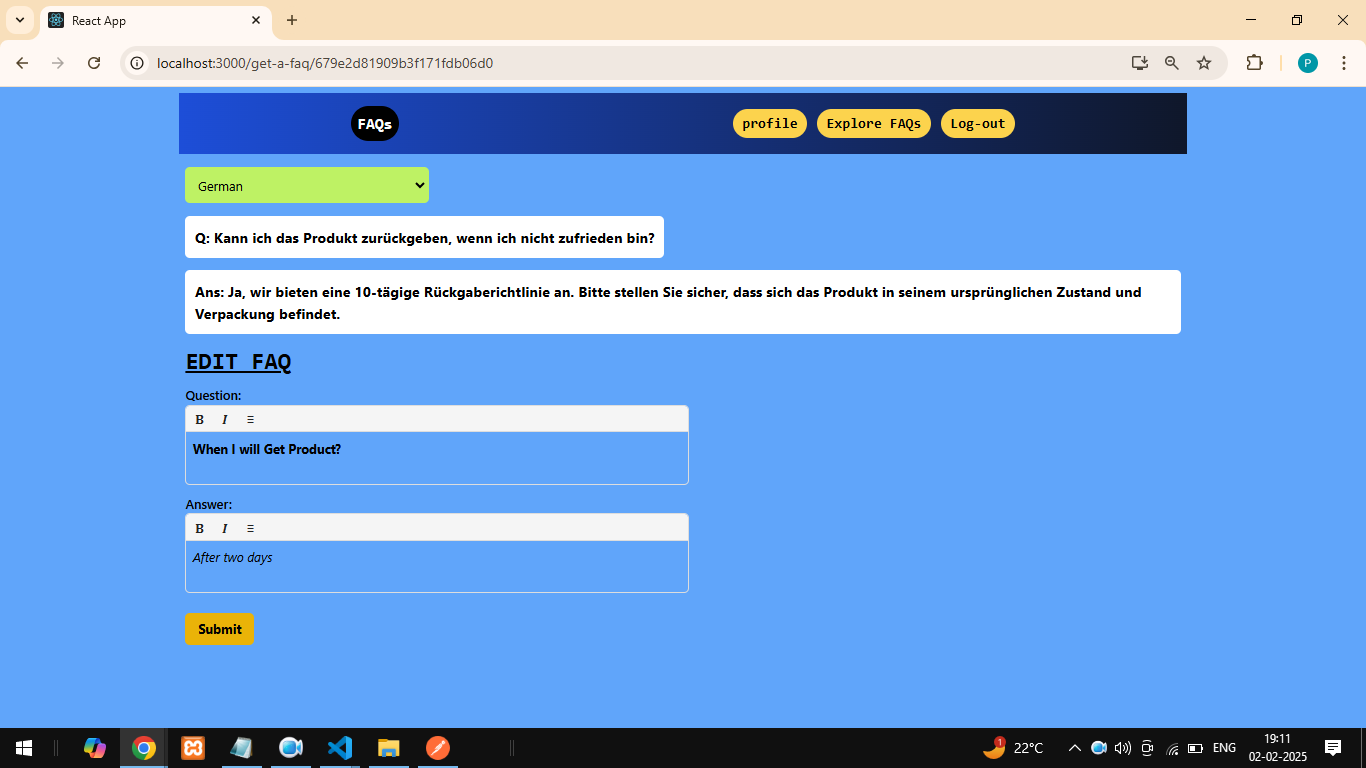 React App
localhost:3000/get-a-faq/679e2d81909b3f171fdb06d0
P
FAQs
profile
Explore FAQs
Log-out
German
Q: Kann ich das Produkt zurückgeben, wenn ich nicht zufrieden bin?
Ans: Ja, wir bieten eine 10-tägige Rückgaberichtlinie an. Bitte stellen Sie sicher, dass sich das Produkt in seinem ursprünglichen Zustand und
Verpackung befindet.
EDIT FAQ
Question:
B I
When I will Get Product?
Answer:
B I
After two days
Submit
1
22°C
ENG
19:11
02-02-2025